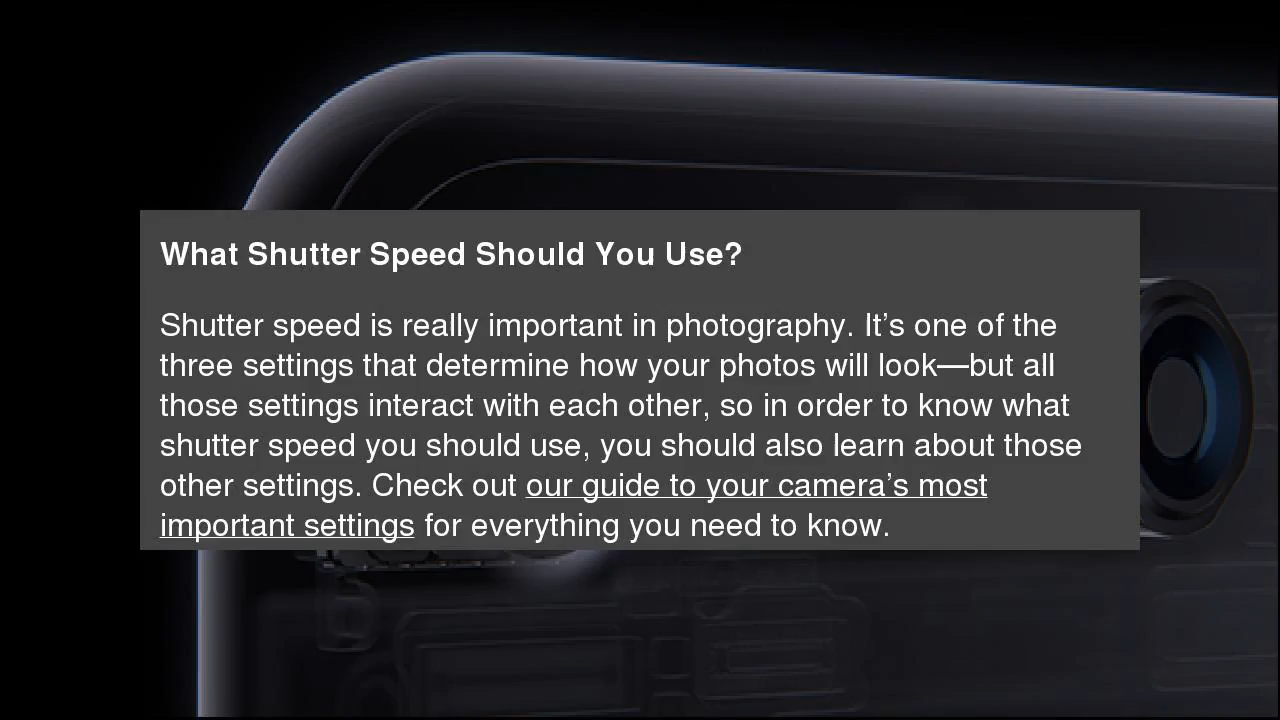 What Shutter Speed Should You Use?
Shutter speed is really important in photography. It’s one of the
three settings that determine how your photos will look—but all
those settings interact with each other, so in order to know what
shutter speed you should use, you should also learn about those
other settings. Check out our guide to your camera’s most
important settings for everything you need to know.